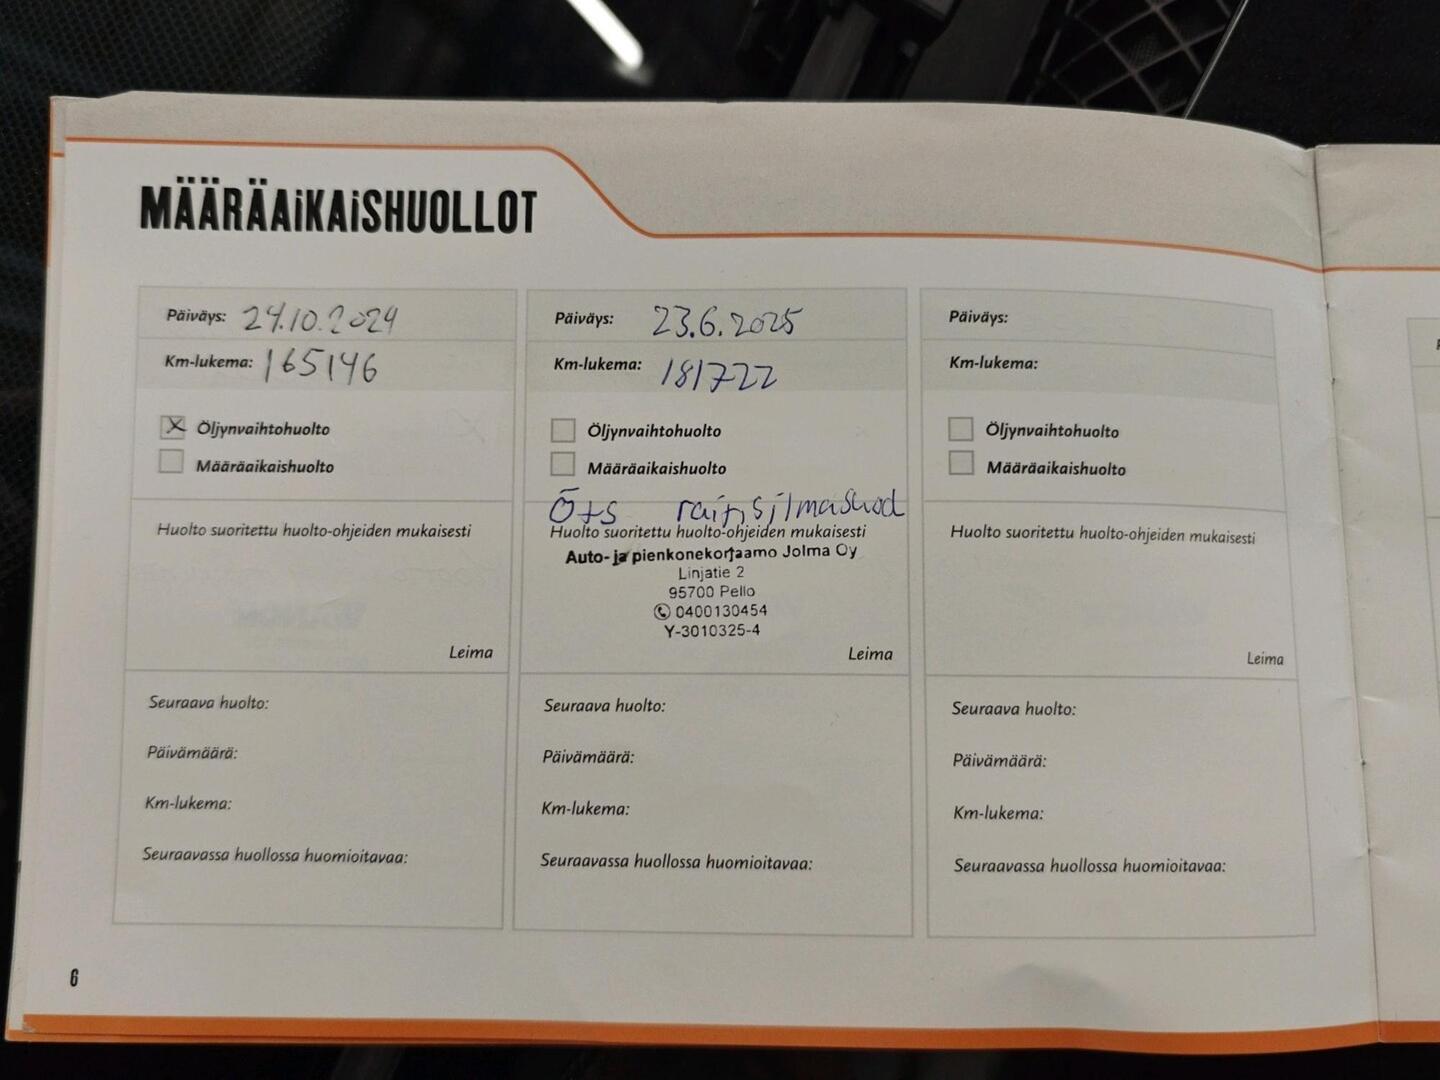 MÄÄRÄAiKAiSHUOLLOT
Päiväys: 24.10.2024
Km-lukema: 165146
Öljynvaihtohuolto
Määräaikaishuolto
Huolto suoritettu huolto-ohjeiden mukaisesti
Leima
Seuraava huolto:
Päivämäärä:
Km-lukema:
Seuraavassa huollossa huomioitavaa:
Päiväys: 23.6.2025
Km-lukema: 181722
Öljynvaihtohuolto
Määräaikaishuolto
Huolto suoritettu huolto-ohjeiden mukaisesti
Auto- ja pienkonekorjaamo Jolma Oy
Linjatie 2
95700 Pello
0400130454
Y-3010325-4
Leima
Seuraava huolto:
Päivämäärä:
Km-lukema:
Seuraavassa huollossa huomioitavaa:
Päiväys:
Km-lukema:
Öljynvaihtohuolto
Määräaikaishuolto
Huolto suoritettu huolto-ohjeiden mukaisesti
Leima
Seuraava huolto:
Päivämäärä:
Km-lukema:
Seuraavassa huollossa huomioitavaa:
6